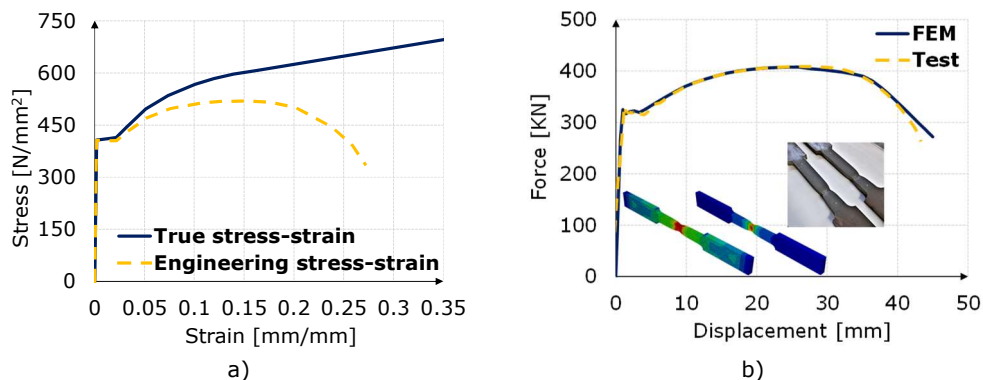 750
600
450
300
150
0
Stress [N/mm²]
True stress–strain
Engineering stress–strain
0 0.05 0.1 0.15 0.2 0.25 0.3 0.35
Strain [mm/mm]
a)
500
400
300
200
100
0
Force [KN]
FEM
Test
0 10 20 30 40 50
Displacement [mm]
b)